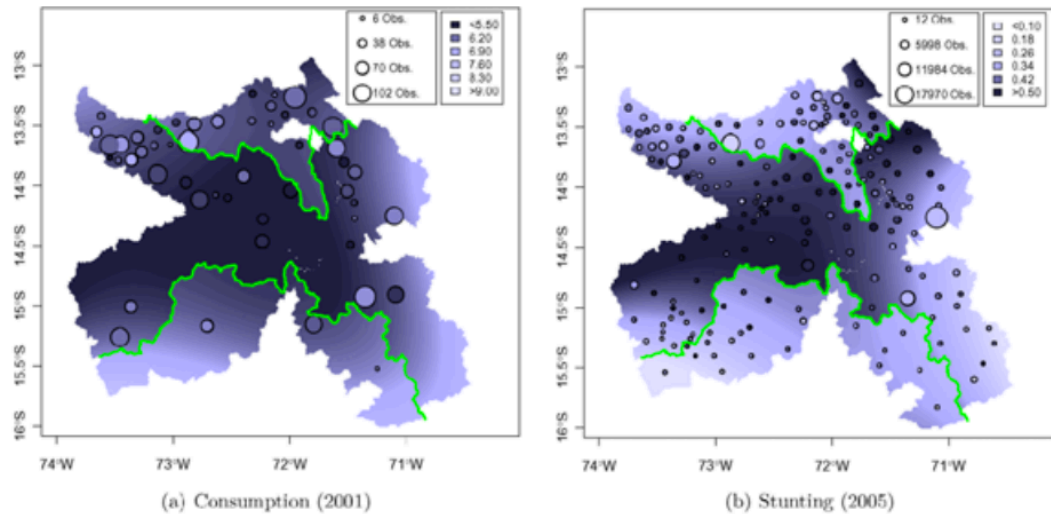 6 Obs.
38 Obs.
70 Obs.
102 Obs.
<5.50
6.20
6.90
7.60
8.30
>9.00
13°S
13.5°S
14°S
14.5°S
15°S
15.5°S
16°S
74°W
73°W
72°W
71°W
(a) Consumption (2001)
12 Obs.
5998 Obs.
11984 Obs.
17970 Obs.
<0.10
0.18
0.26
0.34
0.42
>0.50
13°S
13.5°S
14°S
14.5°S
15°S
15.5°S
16°S
74°W
73°W
72°W
71°W
(b) Stunting (2005)